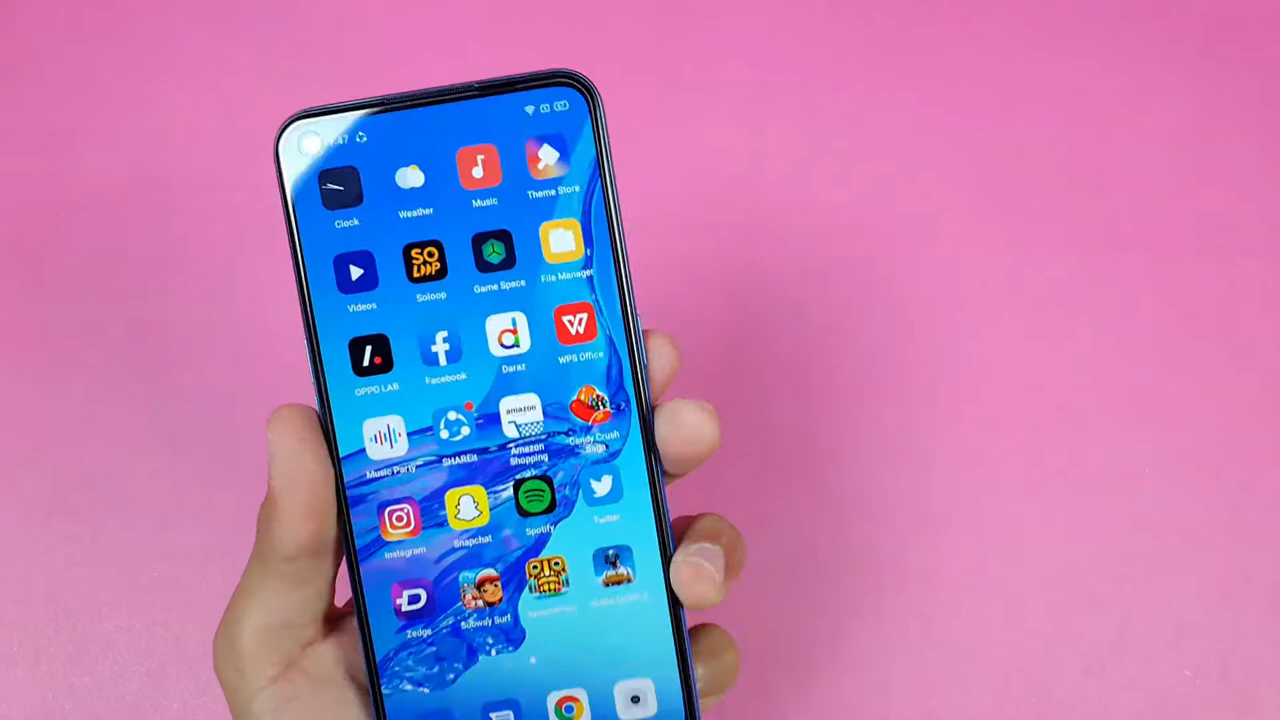 :47
Clock
Weather
Music
Theme Store
Videos
SO
LOOP
Soloop
Game Space
File Manager
OPPO LAB
Facebook
Daraz
WPS Office
Music Party
SHAREit
amazon
Amazon
Shopping
Candy Crush
Saga
Instagram
Snapchat
Spotify
Twitter
Zedge
Subway Surf